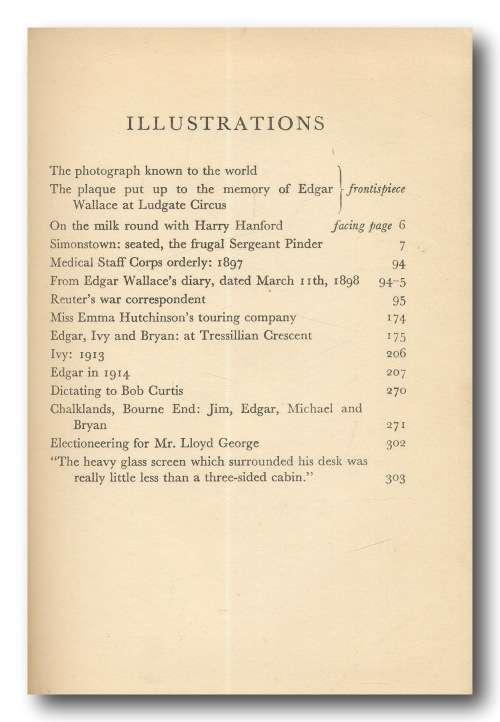 ILLUSTRATIONS
The photograph known to the world
The plaque put up to the memory of Edgar
Wallace at Ludgate Circus
frontispiece
On the milk round with Harry Hanford facing page 6
Simonstown: seated, the frugal Sergeant Pinder 7
Medical Staff Corps orderly: 1897 94
From Edgar Wallace's diary, dated March 11th, 1898 94-5
Reuter's war correspondent 95
Miss Emma Hutchinson's touring company 174
Edgar, Ivy and Bryan: at Tressillian Crescent 175
Ivy: 1913 206
Edgar in 1914 207
Dictating to Bob Curtis 270
Chalklands, Bourne End: Jim, Edgar, Michael and
Bryan 271
Electioneering for Mr. Lloyd George 302
"The heavy glass screen which surrounded his desk was
really little less than a three-sided cabin." 303